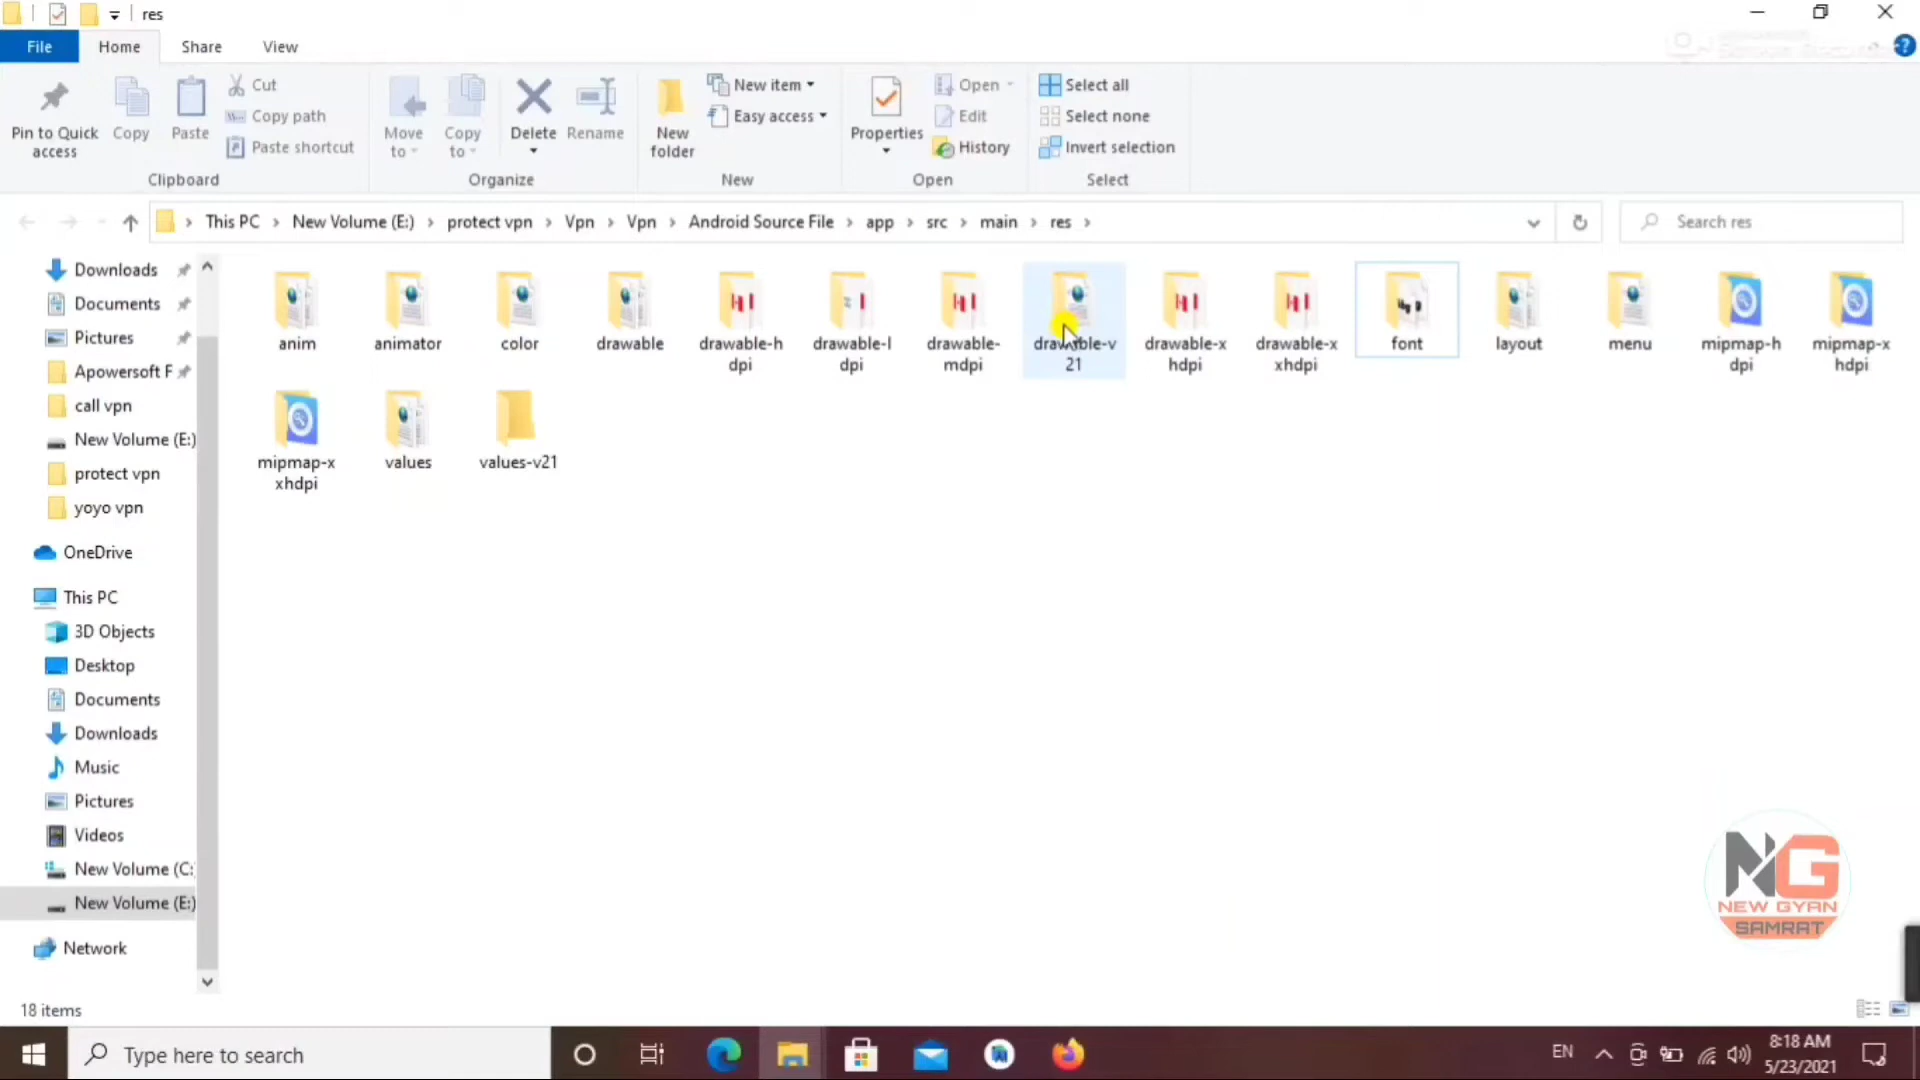 res
File Home Share View
Pin to Quick access
Copy
Paste
Cut
Copy path
Paste shortcut
Clipboard
Move to
Copy to
Delete
Rename
Organize
New folder
New item
Easy access
New
Properties
Open
Edit
History
Open
Select all
Select none
Invert selection
Select
This PC › New Volume (E:) › protect vpn › Vpn › Vpn › Android Source File › app › src › main › res ›
Search res
Downloads
Documents
Pictures
Apowersoft F
call vpn
New Volume (E:)
protect vpn
yoyo vpn
OneDrive
This PC
3D Objects
Desktop
Documents
Downloads
Music
Pictures
Videos
New Volume (C:
New Volume (E:)
Network
anim
animator
color
drawable
drawable-h
dpi
drawable-l
dpi
drawable-
mdpi
drawable-v
21
drawable-x
hdpi
drawable-x
xhdpi
font
layout
menu
mipmap-h
dpi
mipmap-x
hdpi
mipmap-x
xhdpi
values
values-v21
NG
NEW GYAN
SAMRAT
18 items
Type here to search
EN
8:18 AM
5/23/2021